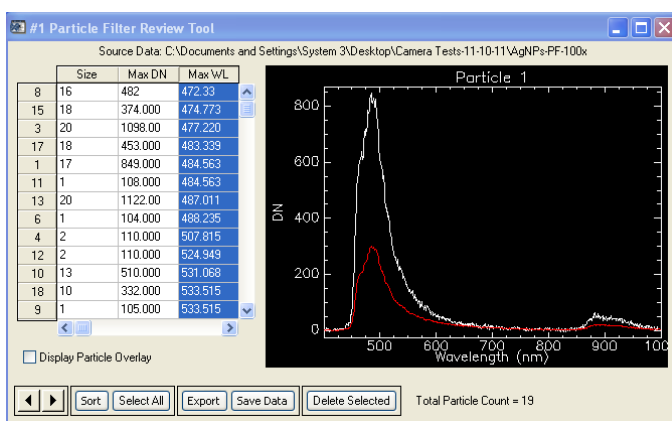 #1 Particle Filter Review Tool
Source Data: C:\Documents and Settings\System 3\Desktop\Camera Tests-11-10-11\AgNPs-PF-100x
Size Max DN Max WL
8 16 482 472.33
15 18 374.000 474.773
3 20 1098.00 477.220
17 18 453.000 483.339
1 17 849.000 484.563
11 1 108.000 484.563
13 20 1122.00 487.011
6 1 104.000 488.235
4 2 110.000 507.815
12 2 110.000 524.949
10 13 510.000 531.068
18 10 332.000 533.515
9 1 105.000 533.515
Display Particle Overlay
Particle 1
DN
800
600
400
200
0
500 600 700 800 900 100
Wavelength (nm)
Sort Select All Export Save Data Delete Selected Total Particle Count = 19